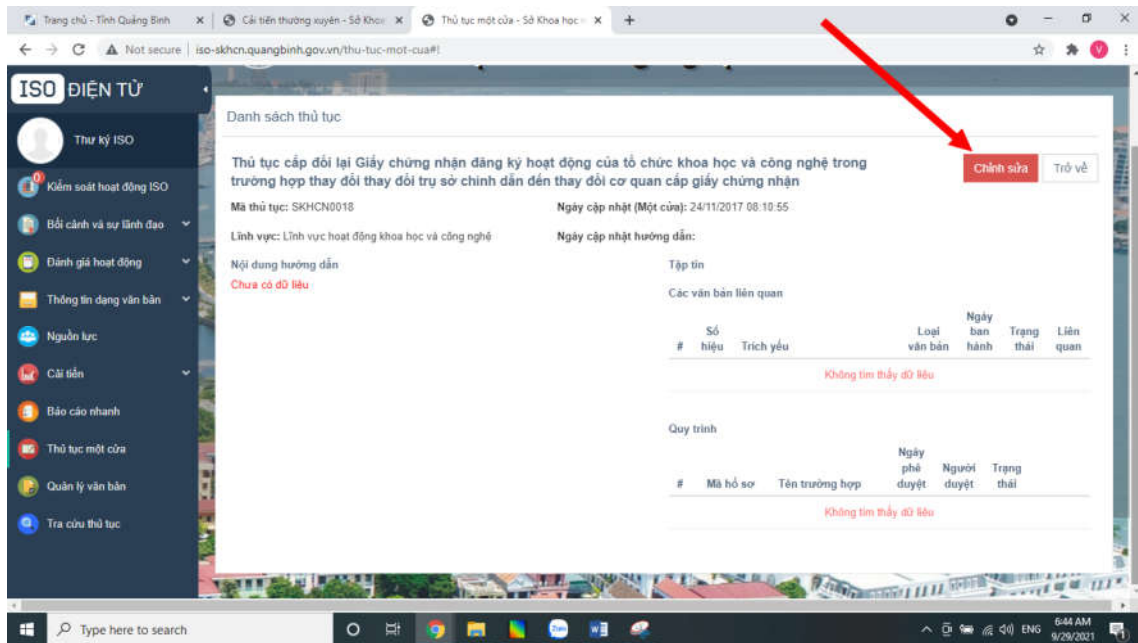 Trang chủ - Tỉnh Quảng Bình
Cải tiến thường xuyên - Sở Khoa
Thủ tục một cửa - Sở Khoa học
Not secure | iso-skhcn.quangbinh.gov.vn/thu-tuc-mot-cua#!
V
ISO ĐIỆN TỬ
Thư ký ISO
0
Kiểm soát hoạt động ISO
Bối cảnh và sự lãnh đạo
Đánh giá hoạt động
Thông tin dạng văn bản
Nguồn lực
Cải tiến
Báo cáo nhanh
Thủ tục một cửa
Quản lý văn bản
Tra cứu thủ tục
Danh sách thủ tục
Thủ tục cấp đổi lại Giấy chứng nhận đăng ký hoạt động của tổ chức khoa học và công nghệ trong
trường hợp thay đổi thay đổi trụ sở chính dẫn đến thay đổi cơ quan cấp giấy chứng nhận
Chỉnh sửa
Trở về
Mã thủ tục: SKHCN0018
Ngày cập nhật (Một cửa): 24/11/2017 08:10:55
Lĩnh vực: Lĩnh vực hoạt động khoa học và công nghệ
Ngày cập nhật hướng dẫn:
Nội dung hướng dẫn
Chưa có dữ liệu
Tập tin
Các văn bản liên quan
# Số hiệu Trích yếu Loại văn bản Ngày ban hành Trạng thái Liên quan
Không tìm thấy dữ liệu
Quy trình
# Mã hồ sơ Tên trường hợp Ngày phê duyệt Người duyệt Trạng thái
Không tìm thấy dữ liệu
Type here to search
Zalo
ENG
6:44 AM
9/29/2021